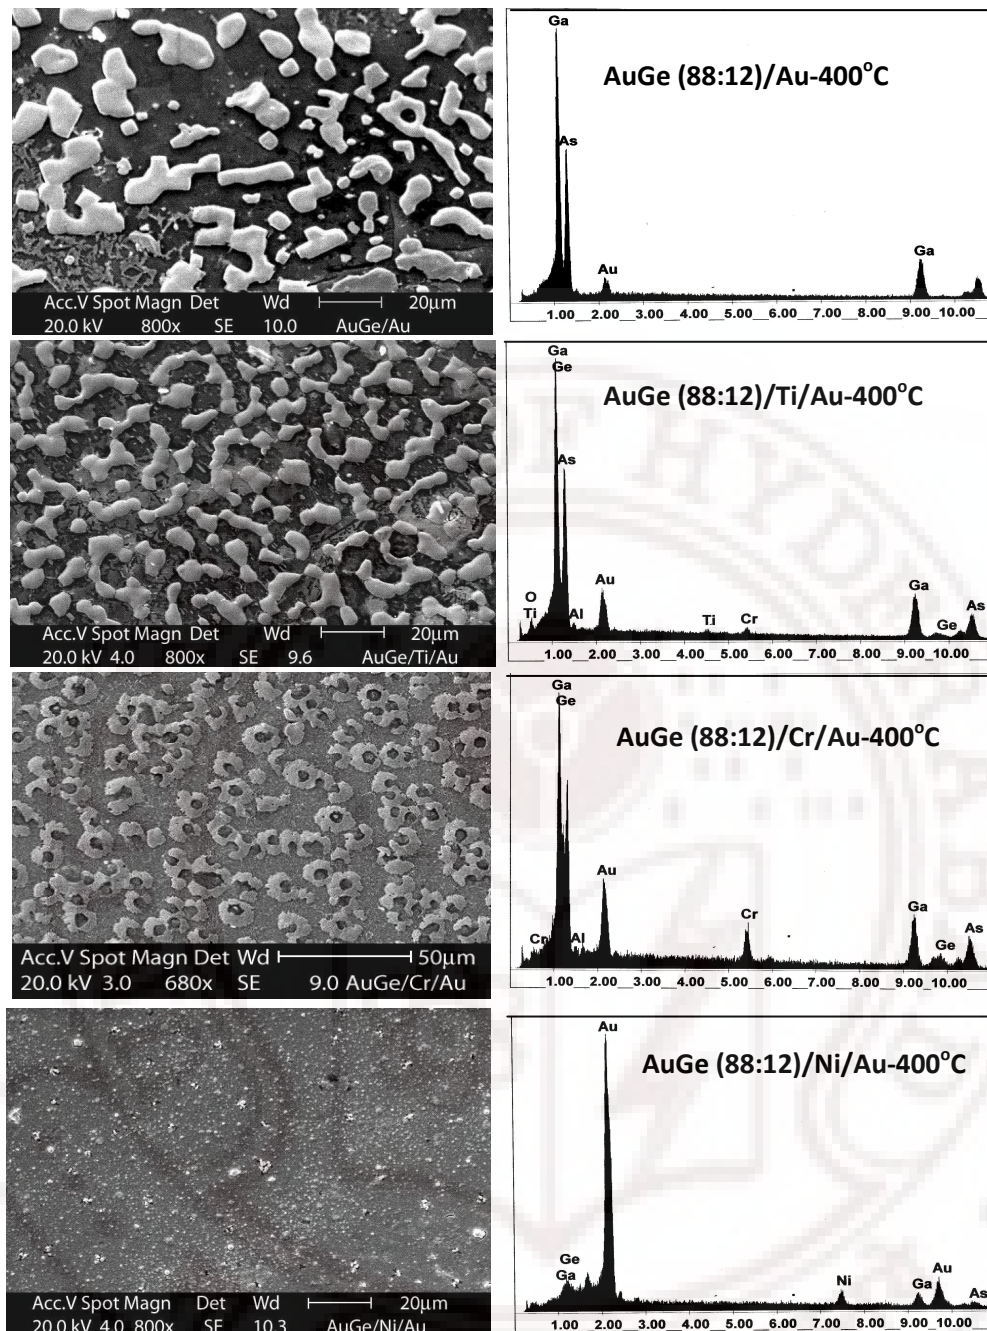 Ga
AuGe (88:12)/Au-400°C
As
Au
Ga
1.00 2.00 3.00 4.00 5.00 6.00 7.00 8.00 9.00 10.00
Acc.V Spot Magn Det Wd 20µm
20.0 kV 800x SE 10.0 AuGe/Au
Ga
Ge
AuGe (88:12)/Ti/Au-400°C
As
O
Ti
Al
Au
Ti
Cr
Ga
Ge
As
1.00 2.00 3.00 4.00 5.00 6.00 7.00 8.00 9.00 10.00
Acc.V Spot Magn Det Wd 20µm
20.0 kV 4.0 800x SE 9.6 AuGe/Ti/Au
Ga
Ge
AuGe (88:12)/Cr/Au-400°C
Cr
Al
Au
Cr
Ga
Ge
As
1.00 2.00 3.00 4.00 5.00 6.00 7.00 8.00 9.00 10.00
Acc.V Spot Magn Det Wd 50µm
20.0 kV 3.0 680x SE 9.0 AuGe/Cr/Au
Au
AuGe (88:12)/Ni/Au-400°C
Ge
Ga
Ni
Ga
Au
As
1.00 2.00 3.00 4.00 5.00 6.00 7.00 8.00 9.00 10.00
Acc.V Spot Magn Det Wd 20µm
20.0 kV 4.0 800x SE 10.3 AuGe/Ni/Au